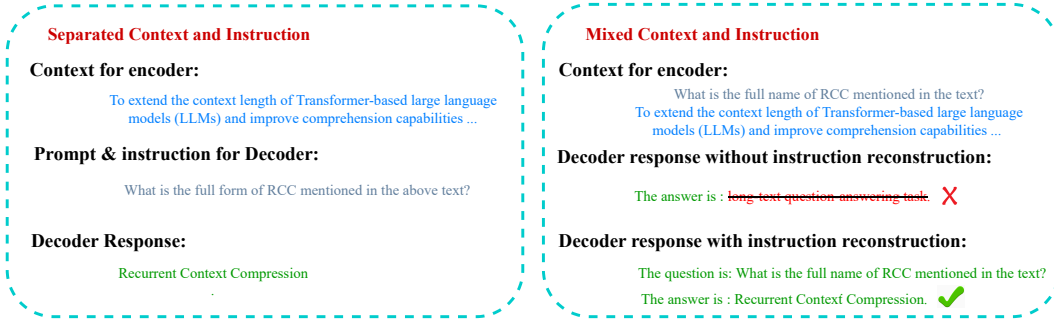 Separated Context and Instruction
Context for encoder:
To extend the context length of Transformer-based large language
models (LLMs) and improve comprehension capabilities ...
Prompt & instruction for Decoder:
What is the full form of RCC mentioned in the above text?
Decoder Response:
Recurrent Context Compression
.
Mixed Context and Instruction
Context for encoder:
What is the full name of RCC mentioned in the text?
To extend the context length of Transformer-based large language
models (LLMs) and improve comprehension capabilities ...
Decoder response without instruction reconstruction:
The answer is : long-text question-answering task.
Decoder response with instruction reconstruction:
The question is: What is the full name of RCC mentioned in the text?
The answer is : Recurrent Context Compression.